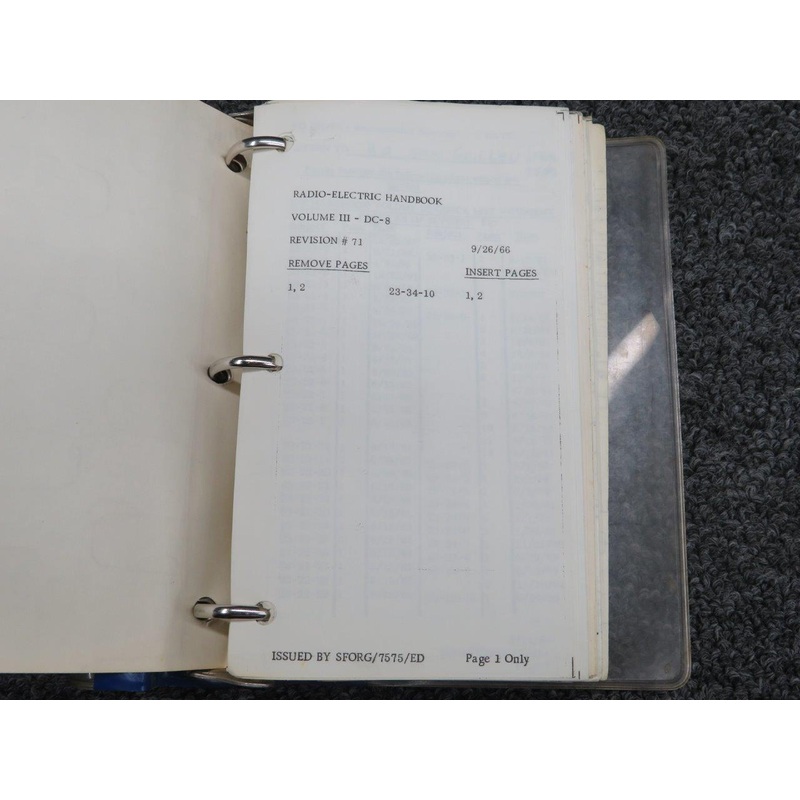 RADIO-ELECTRIC HANDBOOK
VOLUME III - DC-8
REVISION # 71 9/26/66
REMOVE PAGES INSERT PAGES
1, 2 23-34-10 1, 2
ISSUED BY SFORG/7575/ED Page 1 Only